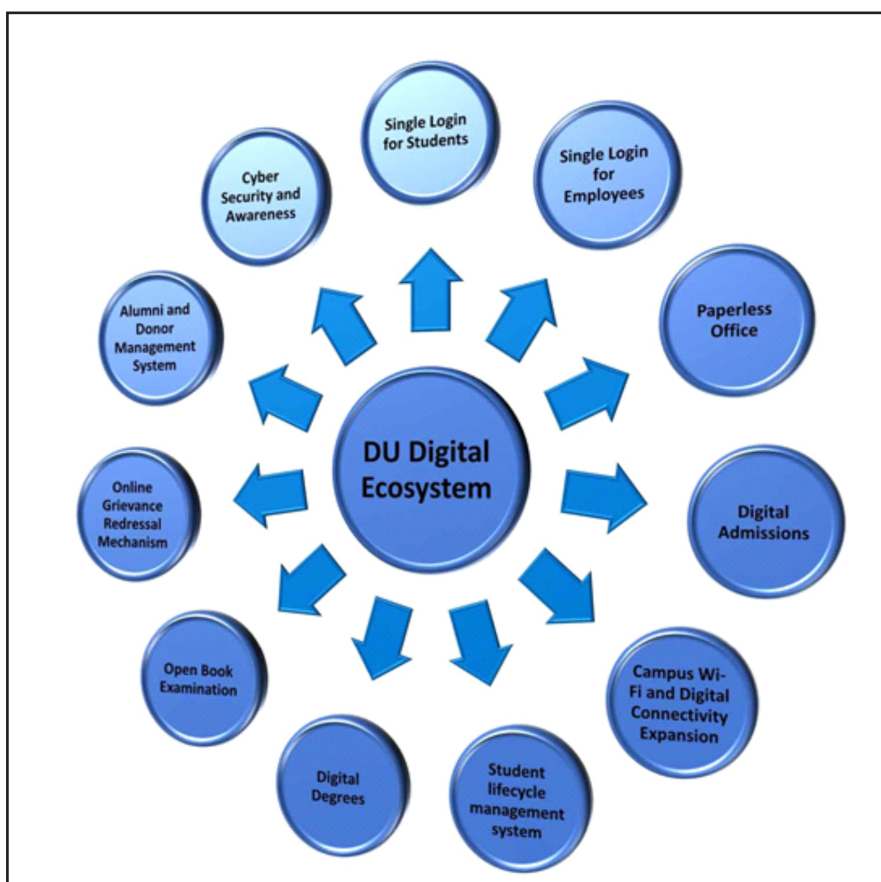 Single Login
for Students
Single Login
for
Employees
Paperless
Office
Digital
Admissions
Campus Wi-
Fi and Digital
Connectivity
Expansion
Student
lifecycle
management
system
Digital
Degrees
Open Book
Examination
Online
Grievance
Redressal
Mechanism
Alumni and
Donor
Management
System
Cyber
Security and
Awareness
DU Digital
Ecosystem